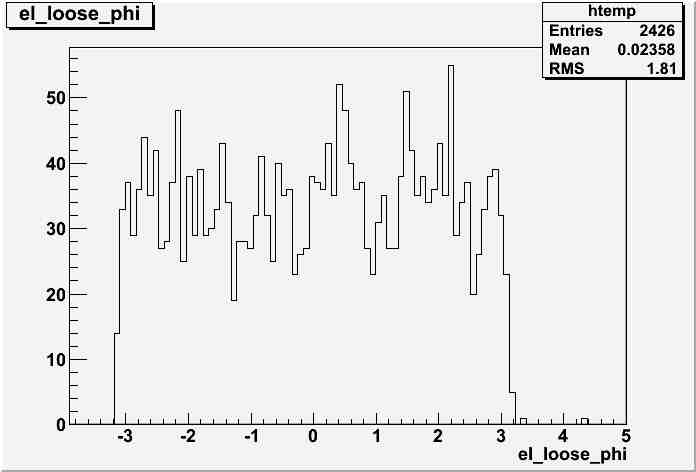 el_loose_phi
htemp
Entries 2426
Mean 0.02358
RMS 1.81
50
40
30
20
10
0
-3 -2 -1 0 1 2 3 4 5
el_loose_phi